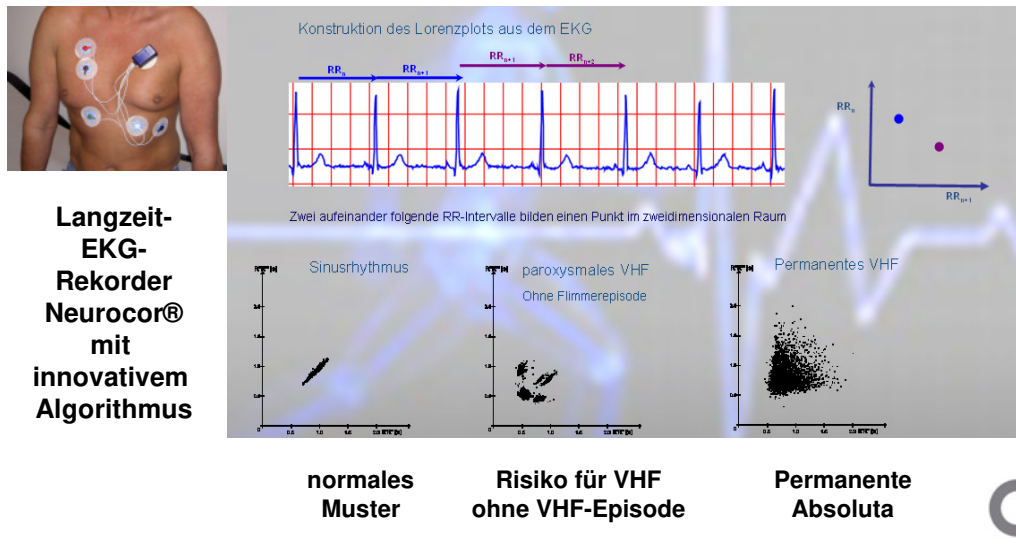 Konstruktion des Lorenzplots aus dem EKG
RRn RRn+1 RRn+1 RRn+2
RRn
RRn+1
Zwei aufeinander folgende RR-Intervalle bilden einen Punkt im zweidimensionalen Raum
Langzeit-
EKG-
Rekorder
Neurocor®
mit
innovativem
Algorithmus
Sinusrhythmus
paroxysmales VHF
Ohne Flimmerepisode
Permanentes VHF
normales
Muster
Risiko für VHF
ohne VHF-Episode
Permanente
Absoluta